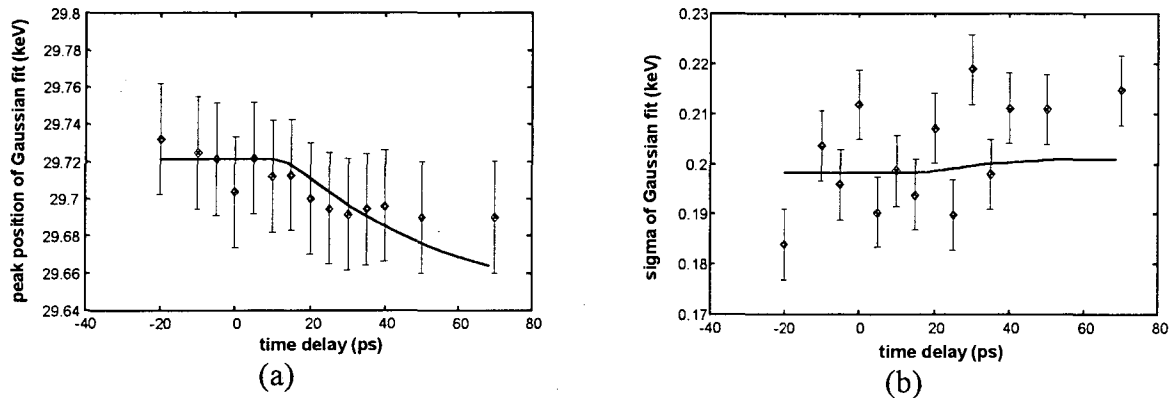 29.8
29.78
29.76
29.74
29.72
29.7
29.68
29.66
29.64
peak position of Gaussian fit (keV)
-40 -20 0 20 40 60 80
time delay (ps)
(a)
0.23
0.22
0.21
0.2
0.19
0.18
0.17
sigma of Gaussian fit (keV)
-40 -20 0 20 40 60 80
time delay (ps)
(b)